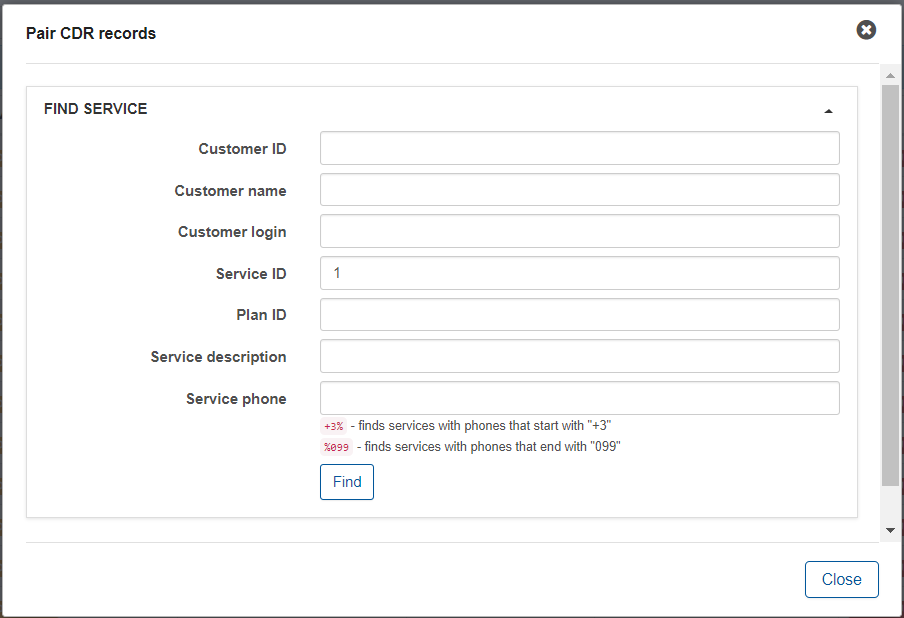 Pair CDR records
FIND SERVICE
Customer ID
Customer name
Customer login
Service ID 1
Plan ID
Service description
Service phone
+3% - finds services with phones that start with "+3"
%099 - finds services with phones that end with "099"
Find
Close